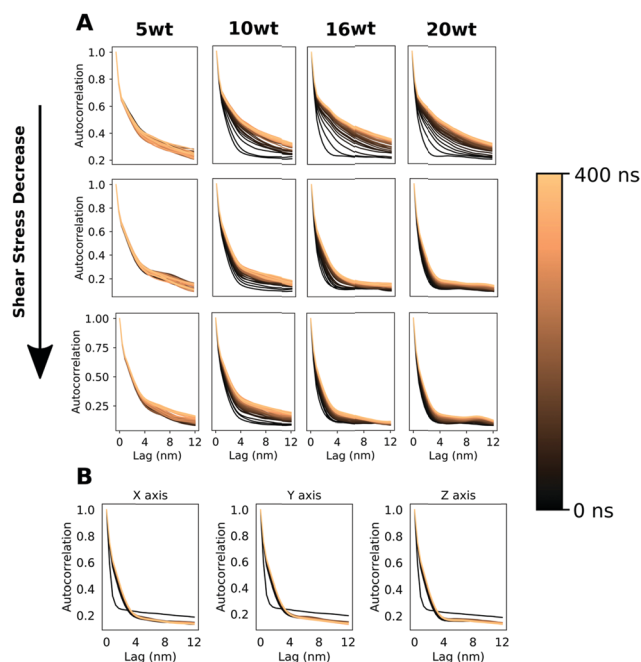 A
5wt 10wt 16wt 20wt
1.0
0.8
0.6
0.4
0.2
Autocorrelation
1.0
0.8
0.6
0.4
0.2
Autocorrelation
1.00
0.75
0.50
0.25
Autocorrelation
0 4 8 12 0 4 8 12 0 4 8 12 0 4 8 12
Lag (nm) Lag (nm) Lag (nm) Lag (nm)
Shear Stress Decrease
400 ns
0 ns
B
X axis Y axis Z axis
1.0 1.0 1.0
0.8 0.8 0.8
0.6 0.6 0.6
0.4 0.4 0.4
0.2 0.2 0.2
Autocorrelation Autocorrelation Autocorrelation
0 4 8 12 0 4 8 12 0 4 8 12
Lag (nm) Lag (nm) Lag (nm)